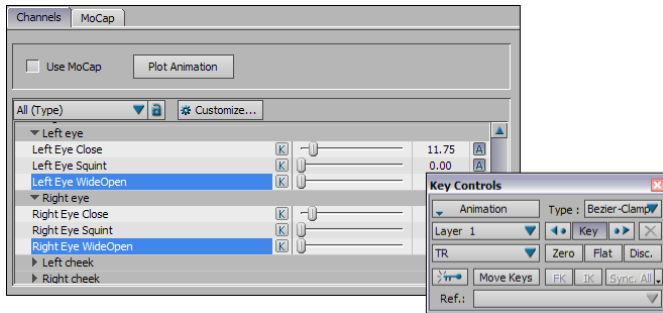 Channels MoCap
Use MoCap Plot Animation
All (Type) Customize...
Left eye
Left Eye Close K 11.75 A
Left Eye Squint K 0.00 A
Left Eye WideOpen K
Right eye
Right Eye Close K
Right Eye Squint K
Right Eye WideOpen K
Left cheek
Right cheek
Key Controls
Animation Type : Bezier-Clamp
Layer 1 Key
TR Zero Flat Disc.
Move Keys FK IK Sync. All
Ref.: